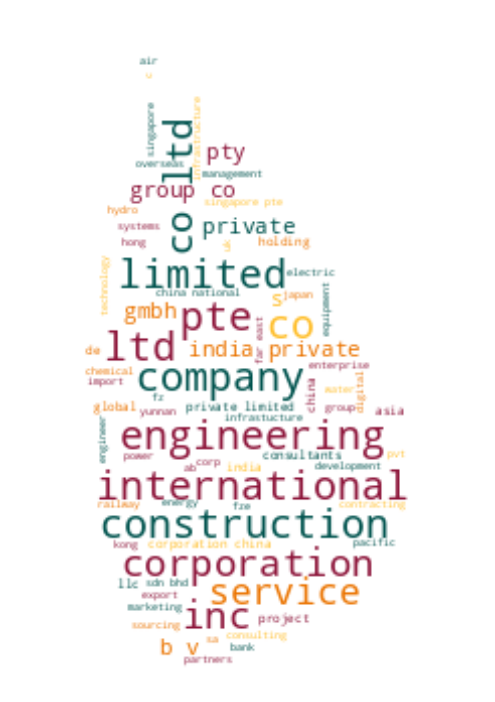 air
v
singapore
infrastructure
co ltd
pty
overseas
management
group co
singapore pte
hydro
systems
private
hong
uk
holding
limited
electric
technology
china national
s
japan
equipment
gmbh
pte
co
far east
de
ltd
india private
enterprise
chemical
import
company
china
water
digital
fz
global
yunnan
private limited
group
asia
infrastucture
engineer
engineering
power
consultants
pvt
corp
ab
india
development
international
railway
energy
fze
contracting
construction
kong
corporation china
pacific
corporation
llc
sdn bhd
export
service
marketing
inc
project
sourcing
consulting
sa
b v
bank
partners